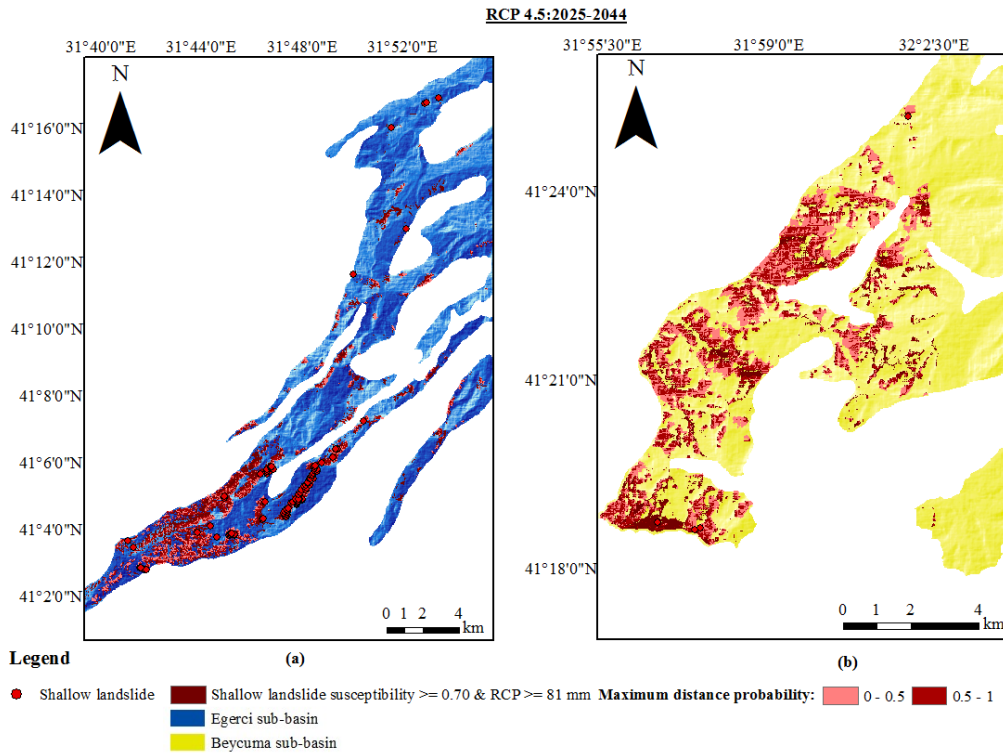 RCP 4.5:2025-2044
31°40'0"E 31°44'0"E 31°48'0"E 31°52'0"E
31°55'30"E 31°59'0"E 32°2'30"E
N
41°16'0"N
41°14'0"N
41°12'0"N
41°10'0"N
41°8'0"N
41°60'0"N
41°40'0"N
41°20'0"N
0 1 2 4
km
(a)
N
41°24'0"N
41°21'0"N
41°18'0"N
0 1 2 4
km
(b)
Legend
Shallow landslide
Shallow landslide susceptibility >= 0.70 & RCP >= 81 mm
Maximum distance probability: 0 - 0.5 0.5 - 1
Egerci sub-basin
Beycuma sub-basin